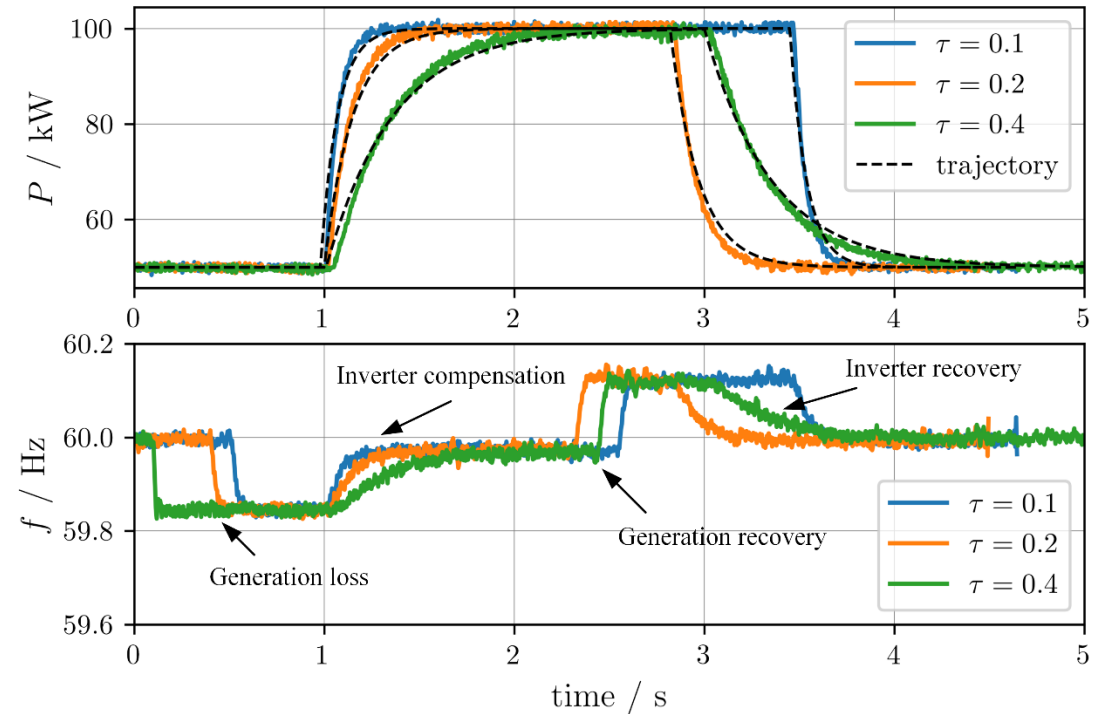 P / kW
100
80
60
τ = 0.1
τ = 0.2
τ = 0.4
trajectory
0 1 2 3 4 5
f / Hz
60.2
60.0
59.8
59.6
Inverter compensation
Inverter recovery
Generation loss
Generation recovery
τ = 0.1
τ = 0.2
τ = 0.4
0 1 2 3 4 5
time / s